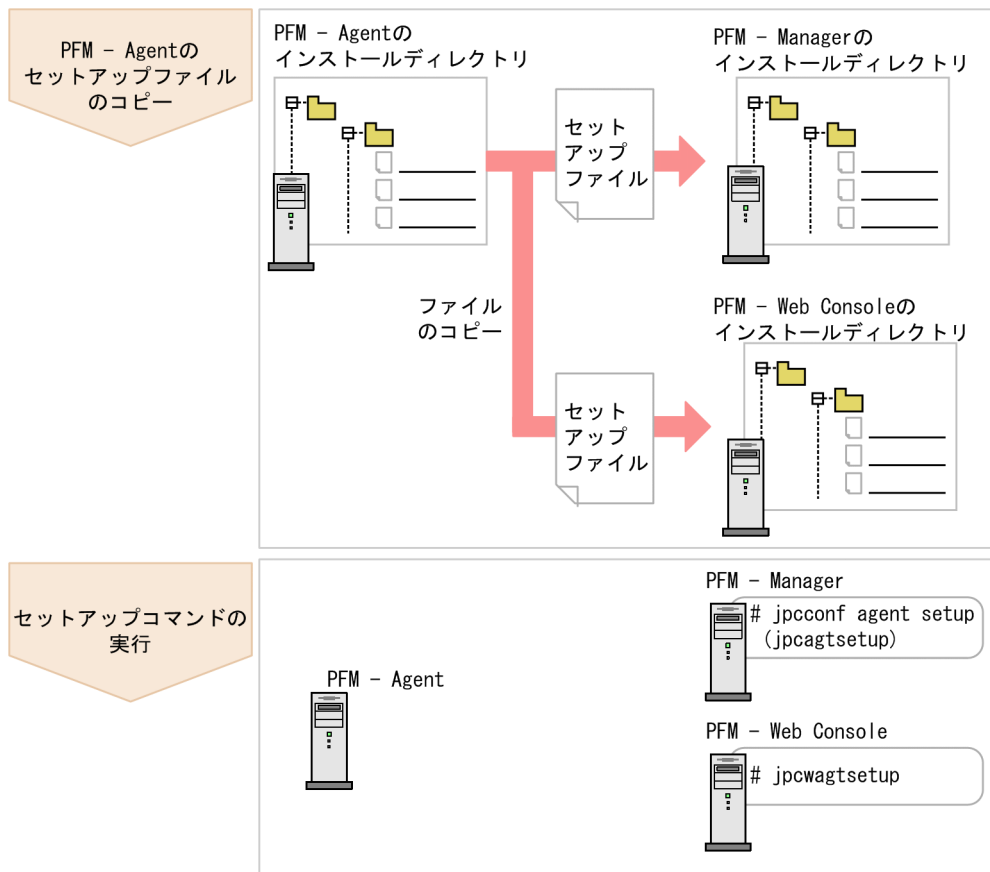 PFM － Agentの
セットアップファイル
のコピー
PFM － Agentの
インストールディレクトリ
PFM － Managerの
インストールディレクトリ
セット
アップ
ファイル
ファイル
のコピー
PFM － Web Consoleの
インストールディレクトリ
セット
アップ
ファイル
セットアップコマンドの
実行
PFM － Agent
PFM － Manager
# jpcconf agent setup
(jpcagtsetup)
PFM － Web Console
# jpcwagtsetup